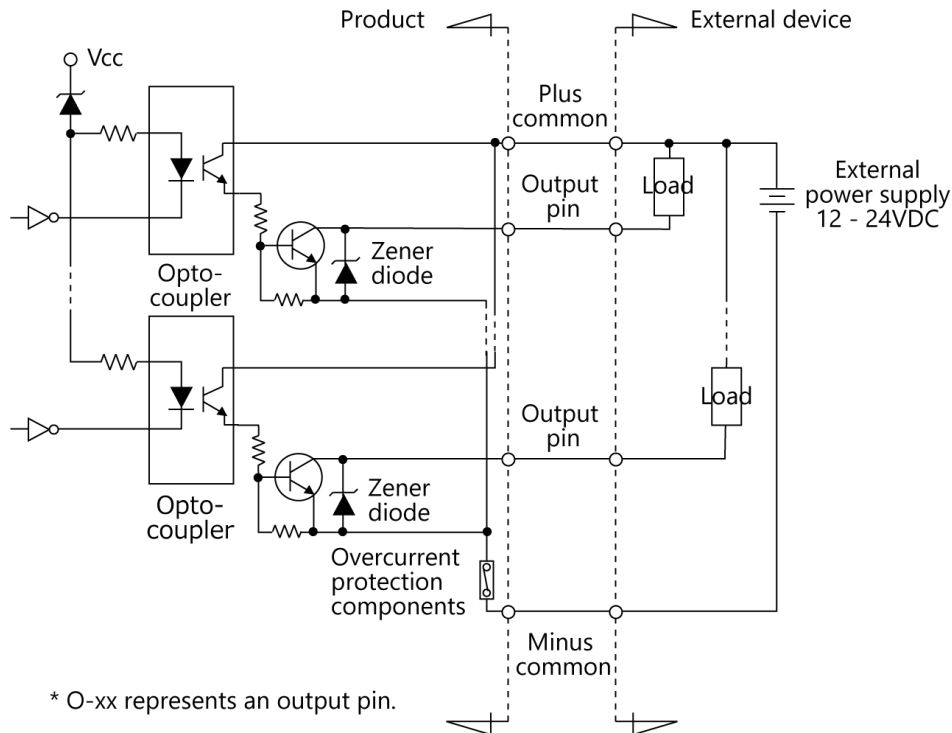 Product
External device
Vcc
Plus
common
Output
pin
Load
External
power supply
12 - 24VDC
Zener
diode
Opto-
coupler
Load
Output
pin
Zener
diode
Opto-
coupler
Overcurrent
protection
components
Minus
common
* O-xx represents an output pin.